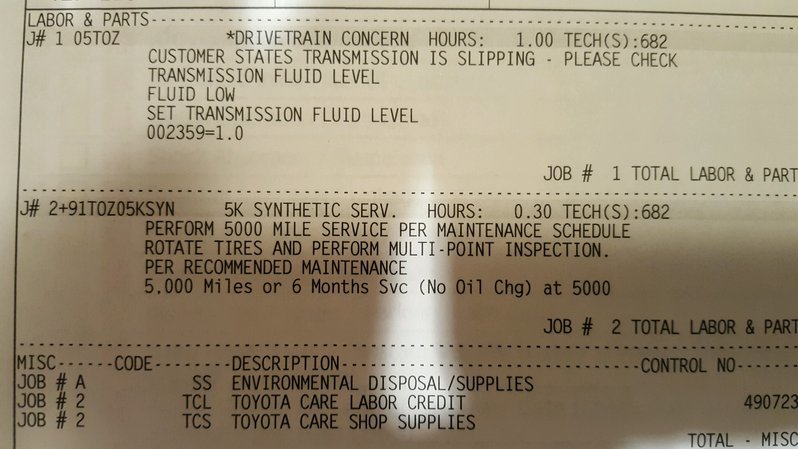 LABOR & PARTS
J# 1 05TOZ *DRIVETRAIN CONCERN HOURS: 1.00 TECH(S):682
CUSTOMER STATES TRANSMISSION IS SLIPPING - PLEASE CHECK
TRANSMISSION FLUID LEVEL
FLUID LOW
SET TRANSMISSION FLUID LEVEL
002359=1.0
JOB # 1 TOTAL LABOR & PART
J# 2+91TOZ05KSYN 5K SYNTHETIC SERV. HOURS: 0.30 TECH(S):682
PERFORM 5000 MILE SERVICE PER MAINTENANCE SCHEDULE
ROTATE TIRES AND PERFORM MULTI-POINT INSPECTION.
PER RECOMMENDED MAINTENANCE
5,000 Miles or 6 Months Svc (No Oil Chg) at 5000
JOB # 2 TOTAL LABOR & PART
MISC------CODE--------DESCRIPTION------------------------------CONTROL NO------
JOB # A SS ENVIRONMENTAL DISPOSAL/SUPPLIES
JOB # 2 TCL TOYOTA CARE LABOR CREDIT 490723
JOB # 2 TCS TOYOTA CARE SHOP SUPPLIES
TOTAL - MISC